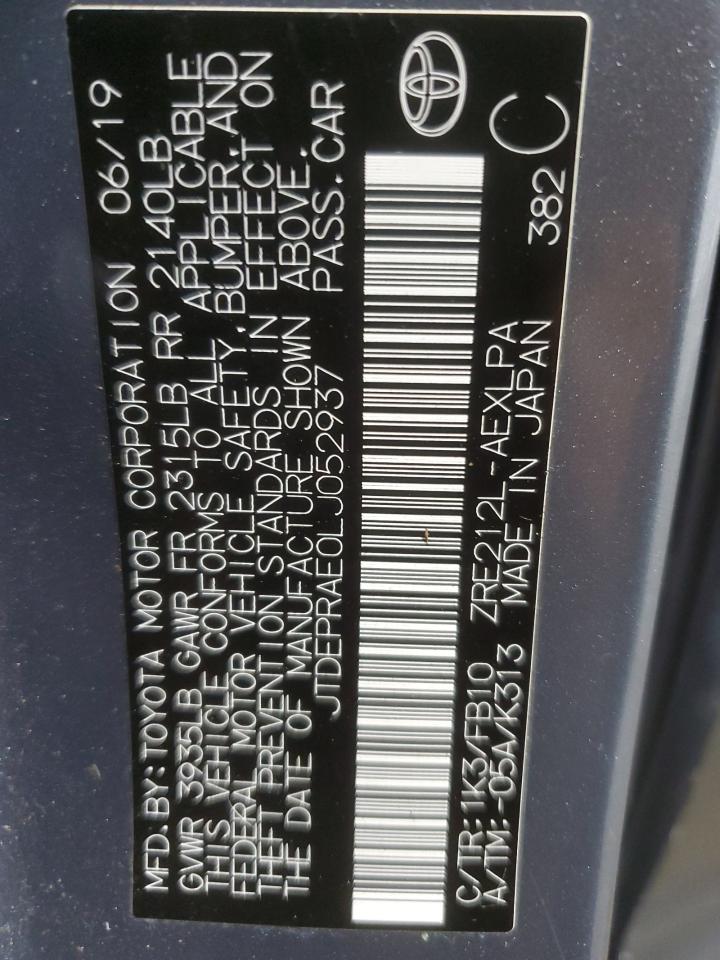 MFD. BY: TOYOTA MOTOR CORPORATION 06/19
GVWR 3935LB GAWR FR 2315LB RR 2140LB
THIS VEHICLE CONFORMS TO ALL APPLICABLE
FEDERAL MOTOR VEHICLE SAFETY, BUMPER, AND
THEFT PREVENTION STANDARDS IN EFFECT ON
THE DATE OF MANUFACTURE SHOWN ABOVE.
JTDEPRAE0LJ052937 PASS. CAR
C/TR: 1K3/FB10 ZRE212L-AEXLPA 382
A/TM: -05A/K313 MADE IN JAPAN C